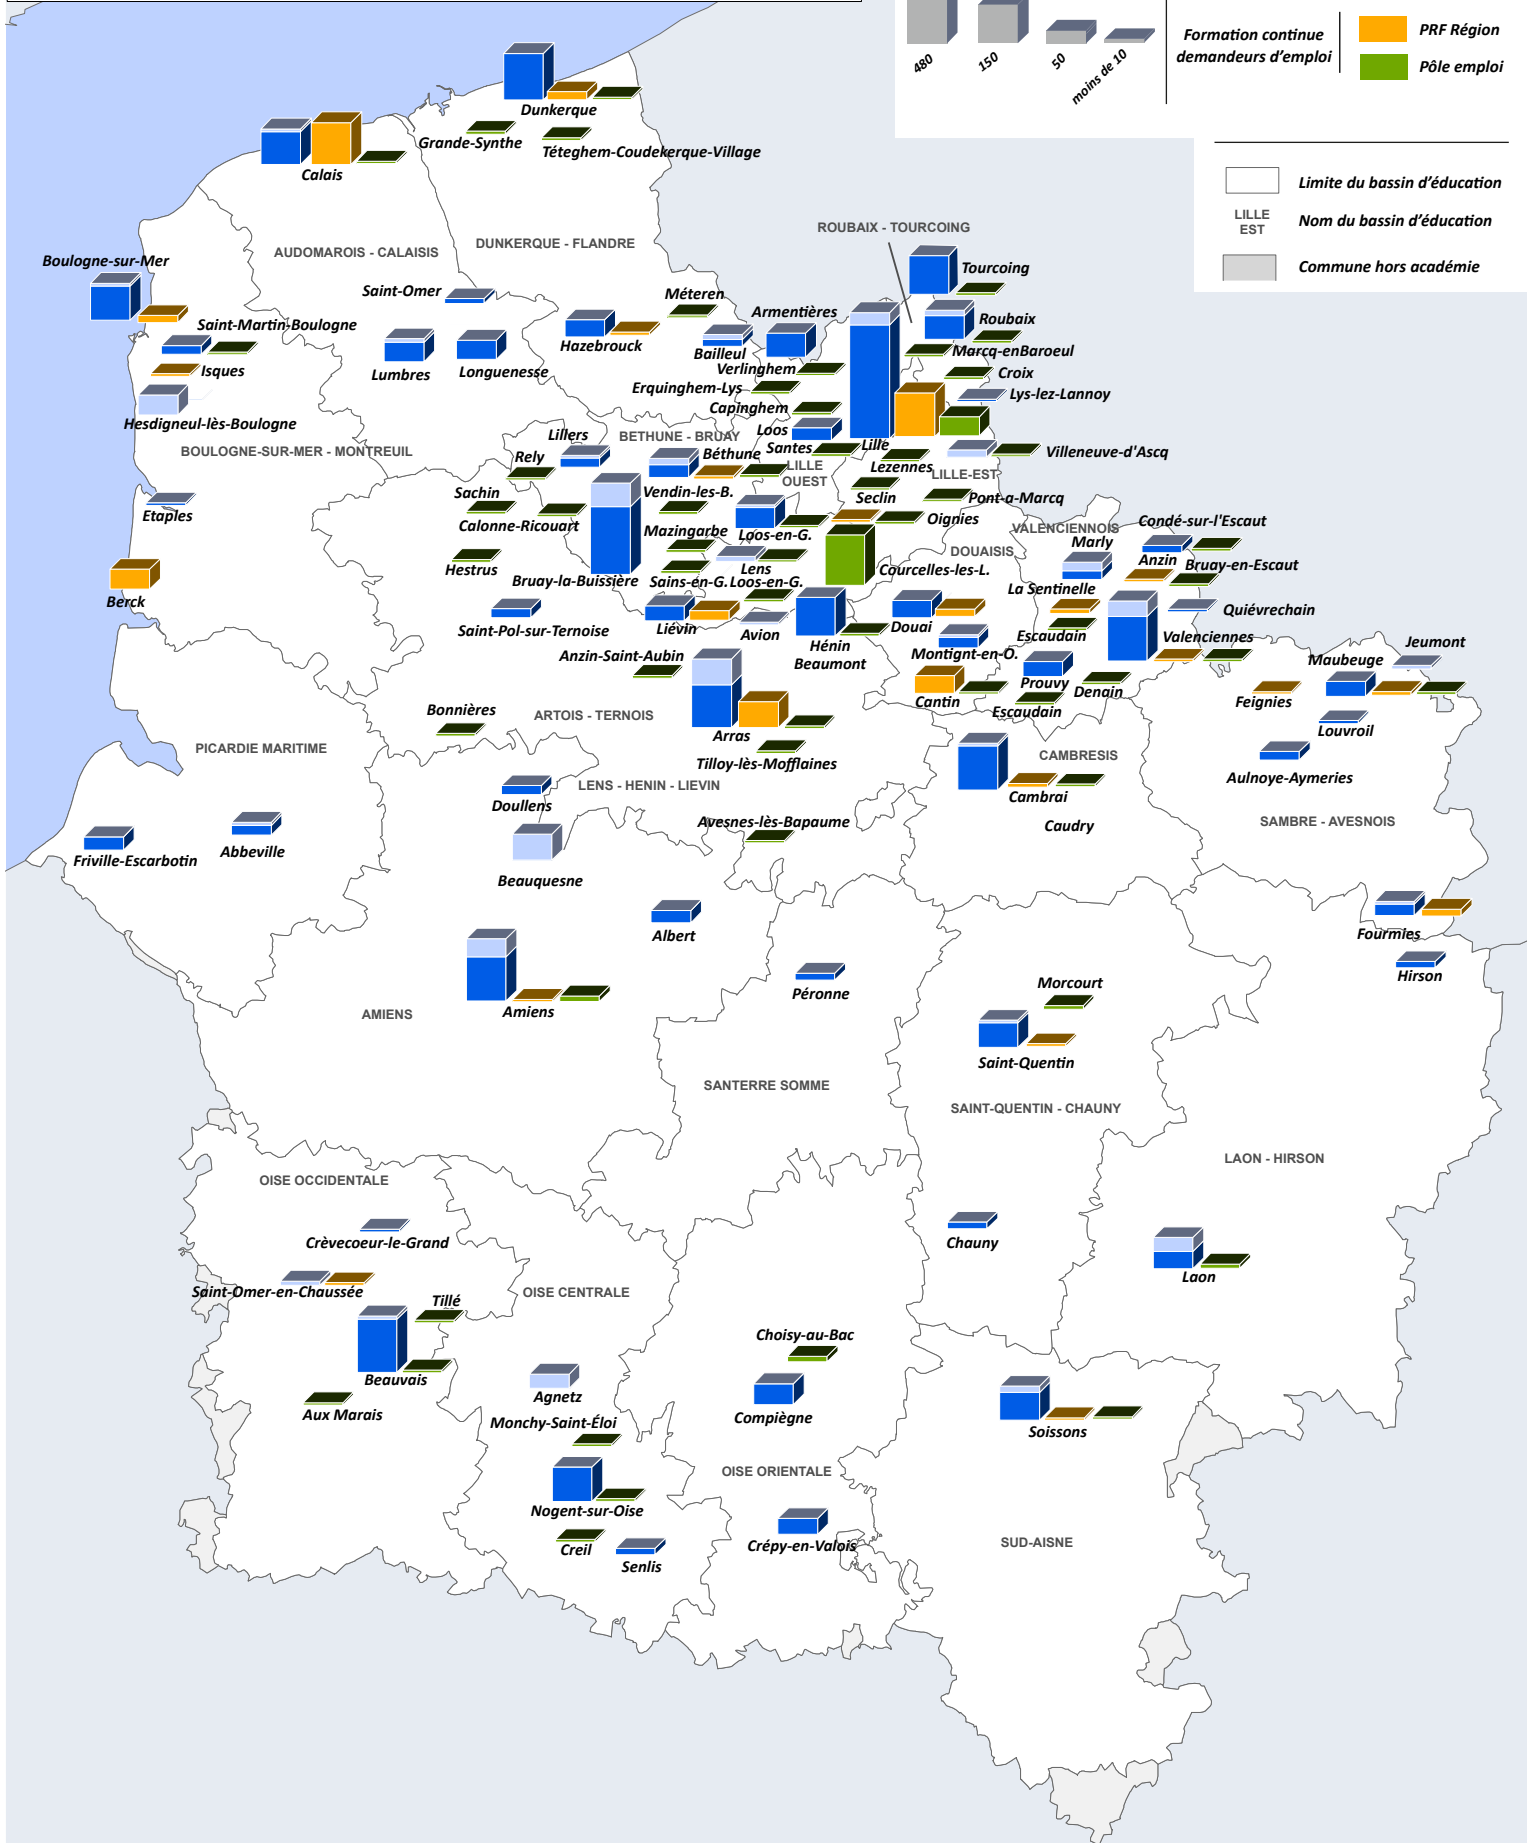 480
150
50
moins de 10
Formation continue
demandeurs d’emploi
PRF Région
Pôle emploi
Limite du bassin d’éducation
LILLE
EST
Nom du bassin d’éducation
Commune hors académie
Dunkerque
Grande-Synthe
Téteghem-Coudekerque-Village
Calais
ROUBAIX - TOURCOING
DUNKERQUE - FLANDRE
AUDOMAROIS - CALAISIS
Boulogne-sur-Mer
Tourcoing
Saint-Omer
Méteren
Armentières
Saint-Martin-Boulogne
Roubaix
Hazebrouck
Bailleul
Marcq-enBaroeul
Isques
Lumbres
Longuenesse
Verlinghem
Croix
Erquinghem-Lys
Lys-lez-Lannoy
Capinghem
Hesdigneul-lès-Boulogne
Loos
Lillers
BETHUNE - BRUAY
Santes
Lille
BOULOGNE-SUR-MER - MONTREUIL
Béthune
Villeneuve-d'Ascq
Rely
LILLE
OUEST
Lezennes
LILLE-EST
Sachin
Vendin-les-B.
Seclin
Pont-a-Marcq
Etaples
Calonne-Ricouart
Mazingarbe
Loos-en-G.
Oignies
VALENCIENNOIS
Condé-sur-l'Escaut
Marly
DOUAISIS
Anzin
Bruay-en-Escaut
Hestrus
Lens
Courcelles-les-L.
Bruay-la-Buissière
Sains-en-G.
Loos-en-G.
La Sentinelle
Berck
Quiévrechain
Saint-Pol-sur-Ternoise
Liévin
Avion
Douai
Escaudain
Valenciennes
Hénin
Beaumont
Jeumont
Anzin-Saint-Aubin
Montignt-en-O.
Maubeuge
Prouvy
Denain
Cantin
Escaudain
Feignies
Bonnières
ARTOIS - TERNOIS
Arras
Louvroil
PICARDIE MARITIME
Tilloy-lès-Mofflaines
CAMBRESIS
Aulnoye-Aymeries
LENS - HENIN - LIEVIN
Doullens
Cambrai
Avesnes-lès-Bapaume
Caudry
SAMBRE - AVESNOIS
Abbeville
Friville-Escarbotin
Beauquesne
Albert
Fourmies
Hirson
Péronne
Morcourt
AMIENS
Amiens
Saint-Quentin
SANTERRE SOMME
SAINT-QUENTIN - CHAUNY
LAON - HIRSON
OISE OCCIDENTALE
Crèvecoeur-le-Grand
Chauny
Laon
Saint-Omer-en-Chaussée
OISE CENTRALE
Tillé
Choisy-au-Bac
Beauvais
Agnetz
Aux Marais
Monchy-Saint-Éloi
Compiègne
Soissons
OISE ORIENTALE
Nogent-sur-Oise
Creil
Senlis
Crépy-en-Valois
SUD-AISNE